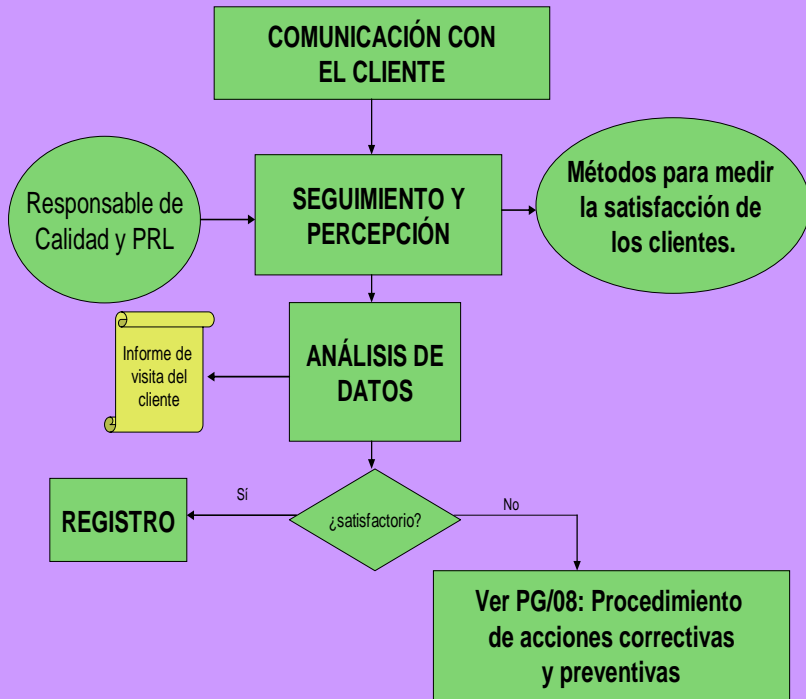 COMUNICACIÓN CON
EL CLIENTE
Responsable de
Calidad y PRL
SEGUIMIENTO Y
PERCEPCIÓN
Métodos para medir
la satisfacción de
los clientes.
Informe de
visita del
cliente
ANÁLISIS DE
DATOS
REGISTRO
Sí
¿satisfactorio?
No
Ver PG/08: Procedimiento
de acciones correctivas
y preventivas